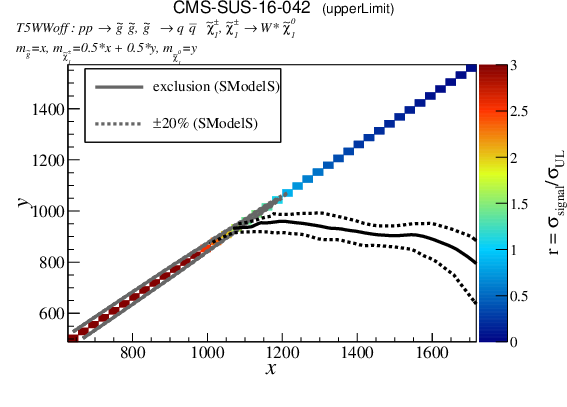 CMS-SUS-16-042 (upperLimit)
T5WWoff : pp → g̃ g̃, g̃ → q q̄ χ̃₁±, χ̃₁± → W* χ̃₁⁰
m_g̃=x, m_χ̃₁±=0.5*x + 0.5*y, m_χ̃₁⁰=y
exclusion (SModelS)
±20% (SModelS)
1400
1200
1000
800
600
y
800 1000 1200 1400 1600
x
3
2.5
2
1.5
1
0.5
0
r = σ_signal/σ_UL